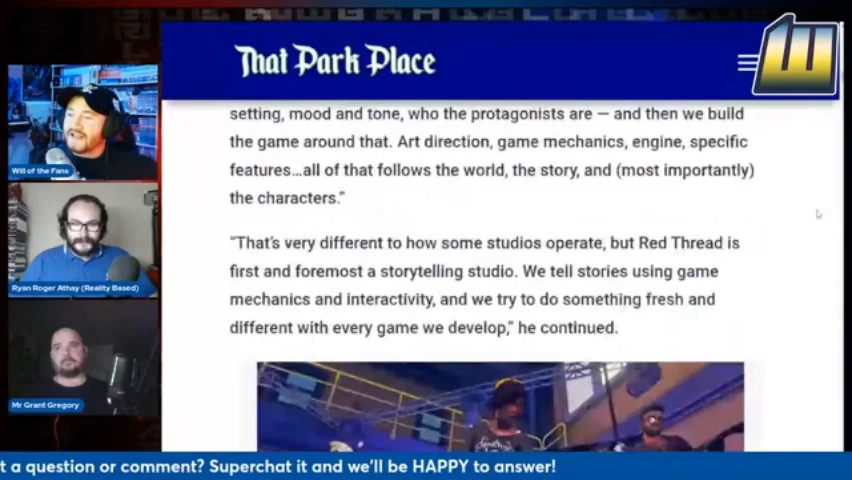 That Park Place
W
setting, mood and tone, who the protagonists are — and then we build
the game around that. Art direction, game mechanics, engine, specific
features...all of that follows the world, the story, and (most importantly)
the characters.”
“That’s very different to how some studios operate, but Red Thread is
first and foremost a storytelling studio. We tell stories using game
mechanics and interactivity, and we try to do something fresh and
different with every game we develop,” he continued.
Will of the Fans
Ryan Roger Athay (Reality Based)
Mr Grant Gregory
t a question or comment? Superchat it and we'll be HAPPY to answer!